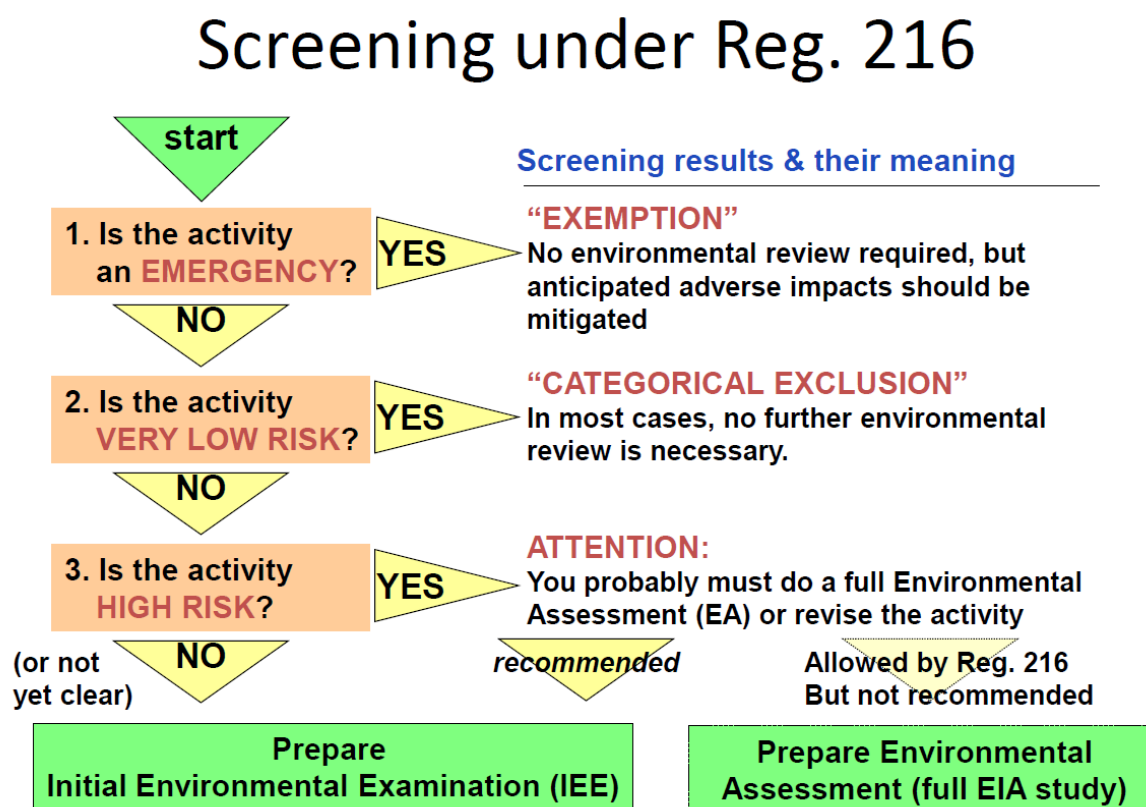 Screening under Reg. 216
start
Screening results & their meaning
1. Is the activity
an EMERGENCY?
YES
“EXEMPTION”
No environmental review required, but
anticipated adverse impacts should be
mitigated
NO
2. Is the activity
VERY LOW RISK?
YES
“CATEGORICAL EXCLUSION”
In most cases, no further environmental
review is necessary.
NO
3. Is the activity
HIGH RISK?
YES
ATTENTION:
You probably must do a full Environmental
Assessment (EA) or revise the activity
(or not
yet clear)
NO
recommended
Allowed by Reg. 216
But not recommended
Prepare
Initial Environmental Examination (IEE)
Prepare Environmental
Assessment (full EIA study)